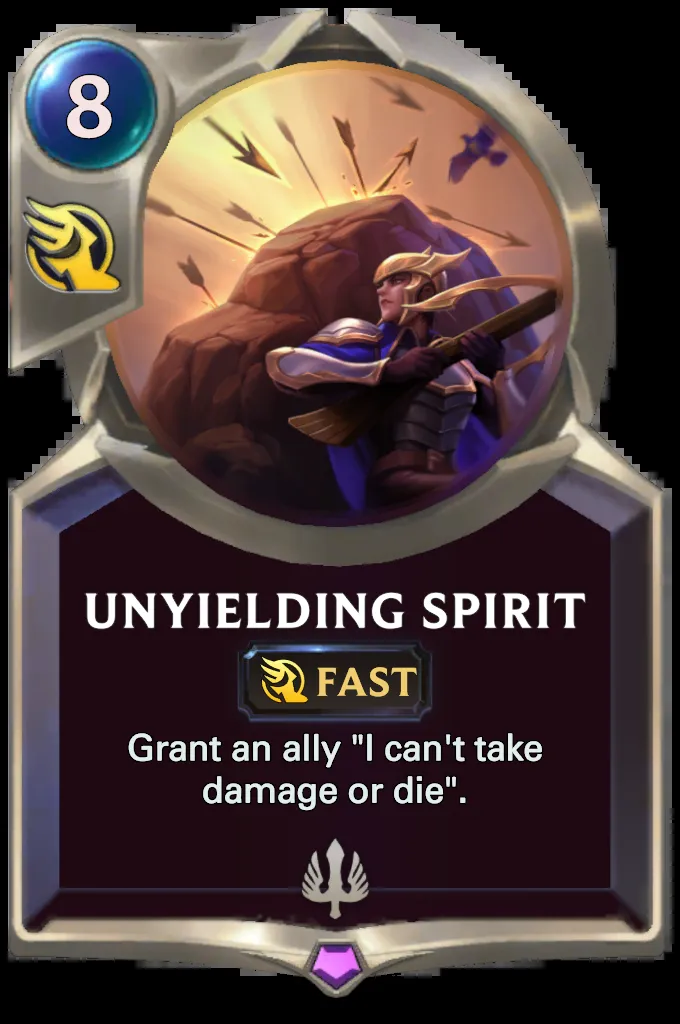 8
UNYIELDING SPIRIT
FAST
Grant an ally "I can't take
damage or die".